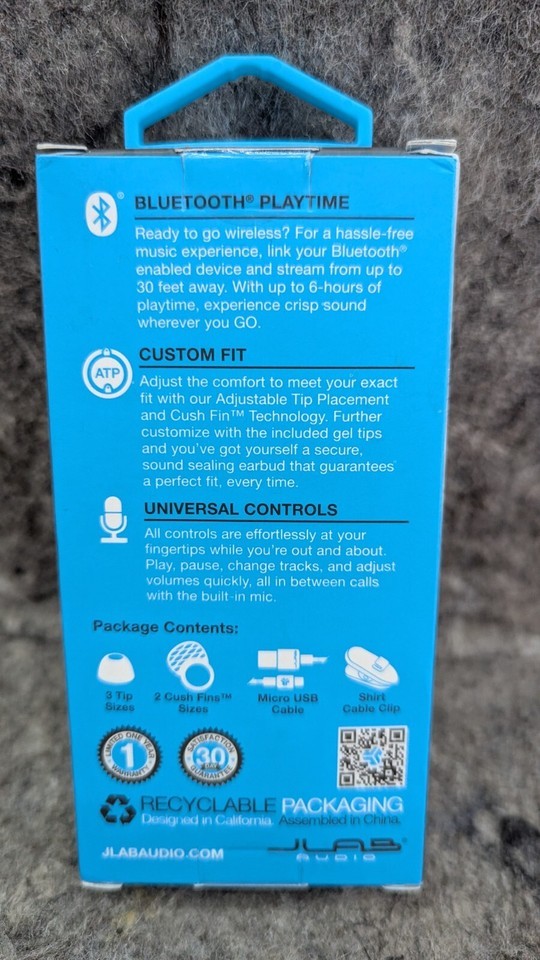 BLUETOOTH® PLAYTIME
Ready to go wireless? For a hassle-free
music experience, link your Bluetooth®
enabled device and stream from up to
30 feet away. With up to 6-hours of
playtime, experience crisp sound
wherever you GO.
CUSTOM FIT
ATP
Adjust the comfort to meet your exact
fit with our Adjustable Tip Placement
and Cush Fin™ Technology. Further
customize with the included gel tips
and you've got yourself a secure,
sound sealing earbud that guarantees
a perfect fit, every time.
UNIVERSAL CONTROLS
All controls are effortlessly at your
fingertips while you're out and about.
Play, pause, change tracks, and adjust
volumes quickly, all in between calls
with the built-in mic.
Package Contents:
3 Tip
Sizes
2 Cush Fins™
Sizes
Micro USB
Cable
Shirt
Cable Clip
LIMITED ONE YEAR
1
WARRANTY
SATISFACTION
30
DAY
GUARANTEE
RECYCLABLE PACKAGING
Designed in California. Assembled in China.
JLABAUDIO.COM
JLAB
AUDIO